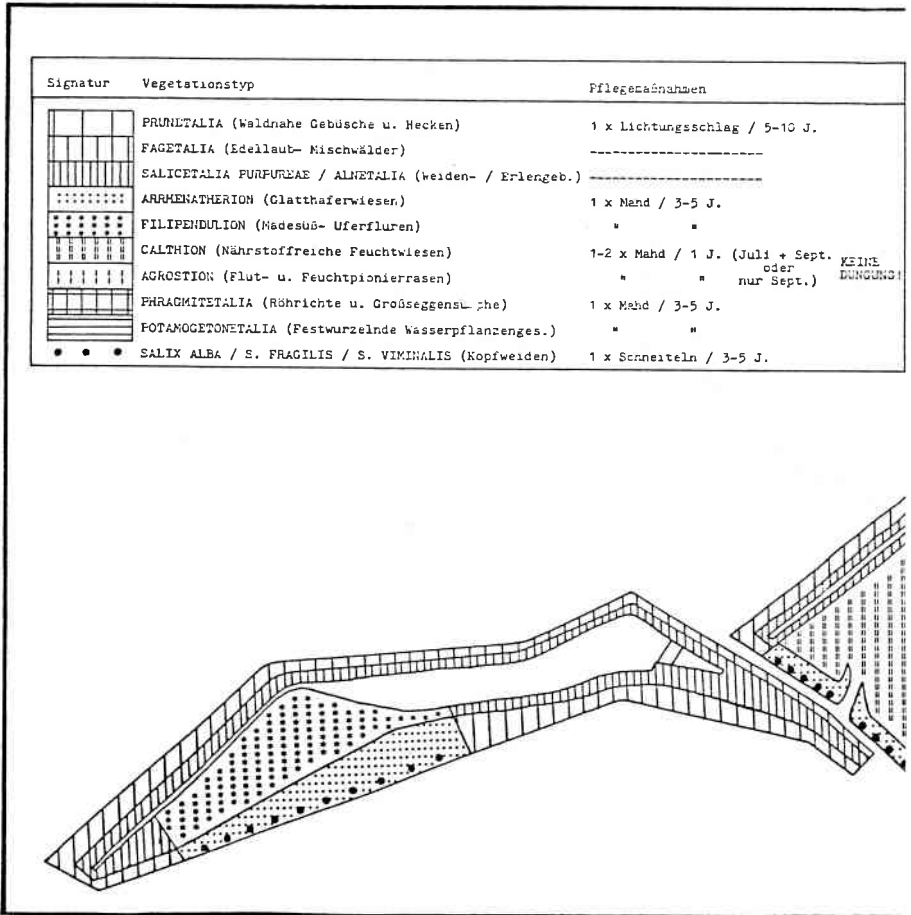 Signatur Vegetationstyp Pflegemaßnahmen
PRUNETALIA (Waldnahe Gebüsche u. Hecken) 1 x Lichtungsschlag / 5-10 J.
FAGETALIA (Edellaub- Mischwälder) --------------------
SALICETALIA PURPUREAE / ALNETALIA (Weiden- / Erlengeb.) --------------------
ARRHENATHERION (Glatthaferwiesen) 1 x Mahd / 3-5 J.
FILIPENDULION (Mädesüß- Uferfluren) " "
CALTHION (Nährstoffreiche Feuchtwiesen) 1-2 x Mahd / 1 J. (Juli + Sept. KEINE
oder
AGROSTION (Flut- u. Feuchtpionierrasen) " " nur Sept.) DÜNGUNG!
PHRAGMITETALIA (Röhrichte u. 1 x Mahd / 3-5 J.
POTAMOGETONETALIA (Festwurzelnde Wasserpflanzenges.) " "
SALIX ALBA / S. FRAGILIS / S. VIMINALIS (Kopfweiden) 1 x Schneiteln / 3-5 J.